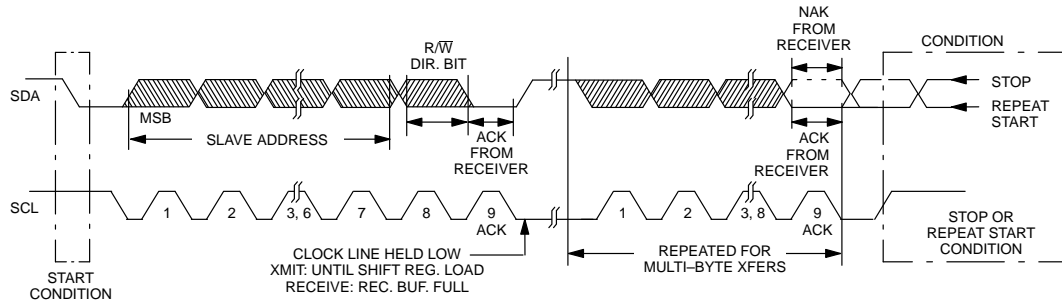 NAK
FROM
RECEIVER
CONDITION
R/W̅
DIR. BIT
SDA
STOP
REPEAT
START
MSB
SLAVE ADDRESS
ACK
FROM
RECEIVER
ACK
FROM
RECEIVER
SCL
1 2 3, 6 7 8 9 1 2 3, 8 9
ACK ACK
START
CONDITION
CLOCK LINE HELD LOW
XMIT: UNTIL SHIFT REG. LOAD
RECEIVE: REC. BUF. FULL
REPEATED FOR
MULTI–BYTE XFERS
STOP OR
REPEAT START
CONDITION